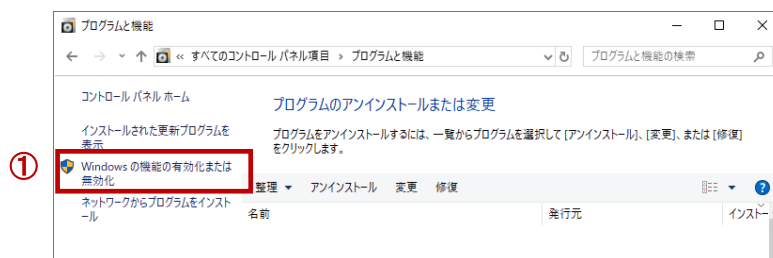 プログラムと機能
« すべてのコントロール パネル項目 › プログラムと機能
プログラムと機能の検索
コントロール パネル ホーム
インストールされた更新プログラムを
表示
① Windows の機能の有効化または
無効化
ネットワークからプログラムをインスト
ール
プログラムのアンインストールまたは変更
プログラムをアンインストールするには、一覧からプログラムを選択して [アンインストール]、[変更]、または [修復]
をクリックします。
整理 ▼ アンインストール 変更 修復
名前 発行元 インストー